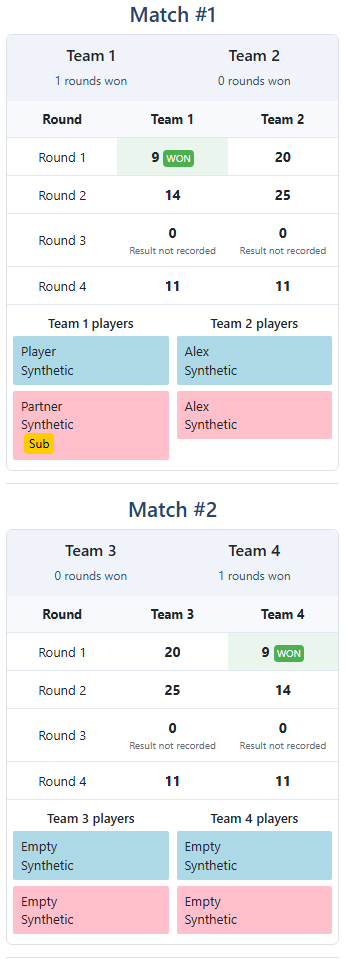 Match #1
Team 1 Team 2
1 rounds won 0 rounds won
Round Team 1 Team 2
Round 1 9 WON 20
Round 2 14 25
Round 3 0 0
Result not recorded Result not recorded
Round 4 11 11
Team 1 players Team 2 players
Player Alex
Synthetic Synthetic
Partner Alex
Synthetic Synthetic
Sub
Match #2
Team 3 Team 4
0 rounds won 1 rounds won
Round Team 3 Team 4
Round 1 20 9 WON
Round 2 25 14
Round 3 0 0
Result not recorded Result not recorded
Round 4 11 11
Team 3 players Team 4 players
Empty Empty
Synthetic Synthetic
Empty Empty
Synthetic Synthetic